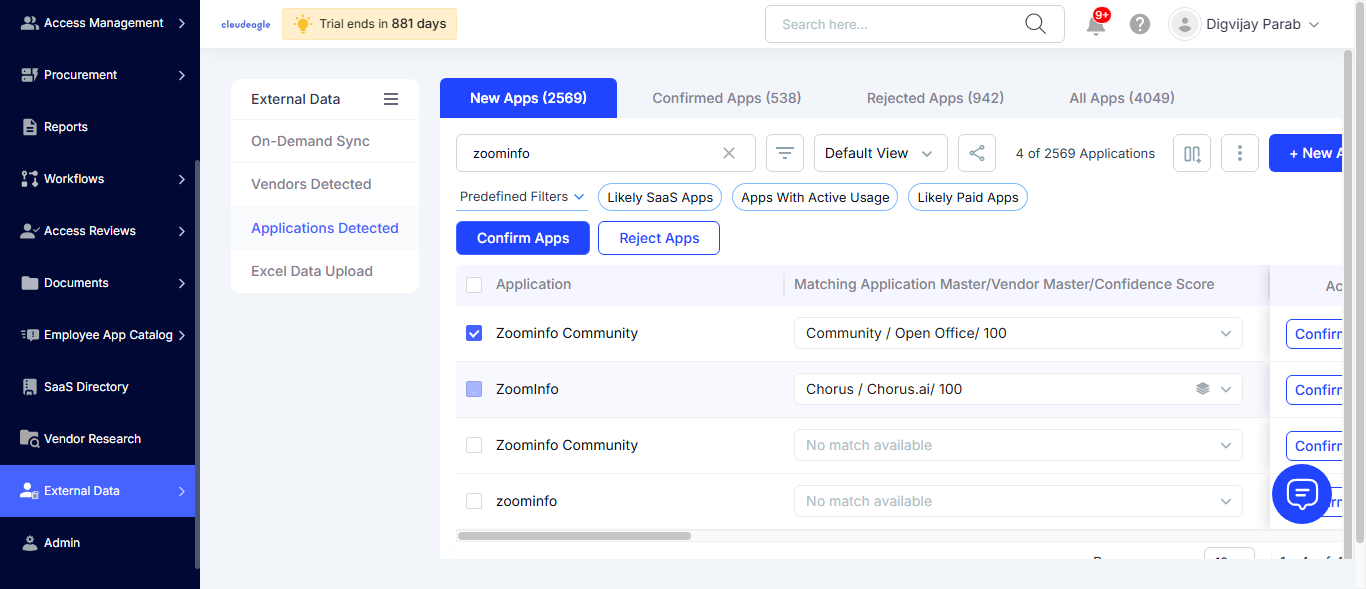 Access Management
Procurement
Reports
Workflows
Access Reviews
Documents
Employee App Catalog
SaaS Directory
Vendor Research
External Data
Admin
cloudeagle
Trial ends in 881 days
Search here...
9+
Digvijay Parab
External Data
On-Demand Sync
Vendors Detected
Applications Detected
Excel Data Upload
New Apps (2569)
Confirmed Apps (538)
Rejected Apps (942)
All Apps (4049)
zoominfo
Default View
4 of 2569 Applications
+ New A
Predefined Filters
Likely SaaS Apps
Apps With Active Usage
Likely Paid Apps
Confirm Apps
Reject Apps
Application
Matching Application Master/Vendor Master/Confidence Score
Ac
Zoominfo Community
Community / Open Office/ 100
Confirm
ZoomInfo
Chorus / Chorus.ai/ 100
Confirm
Zoominfo Community
No match available
Confirm
zoominfo
No match available